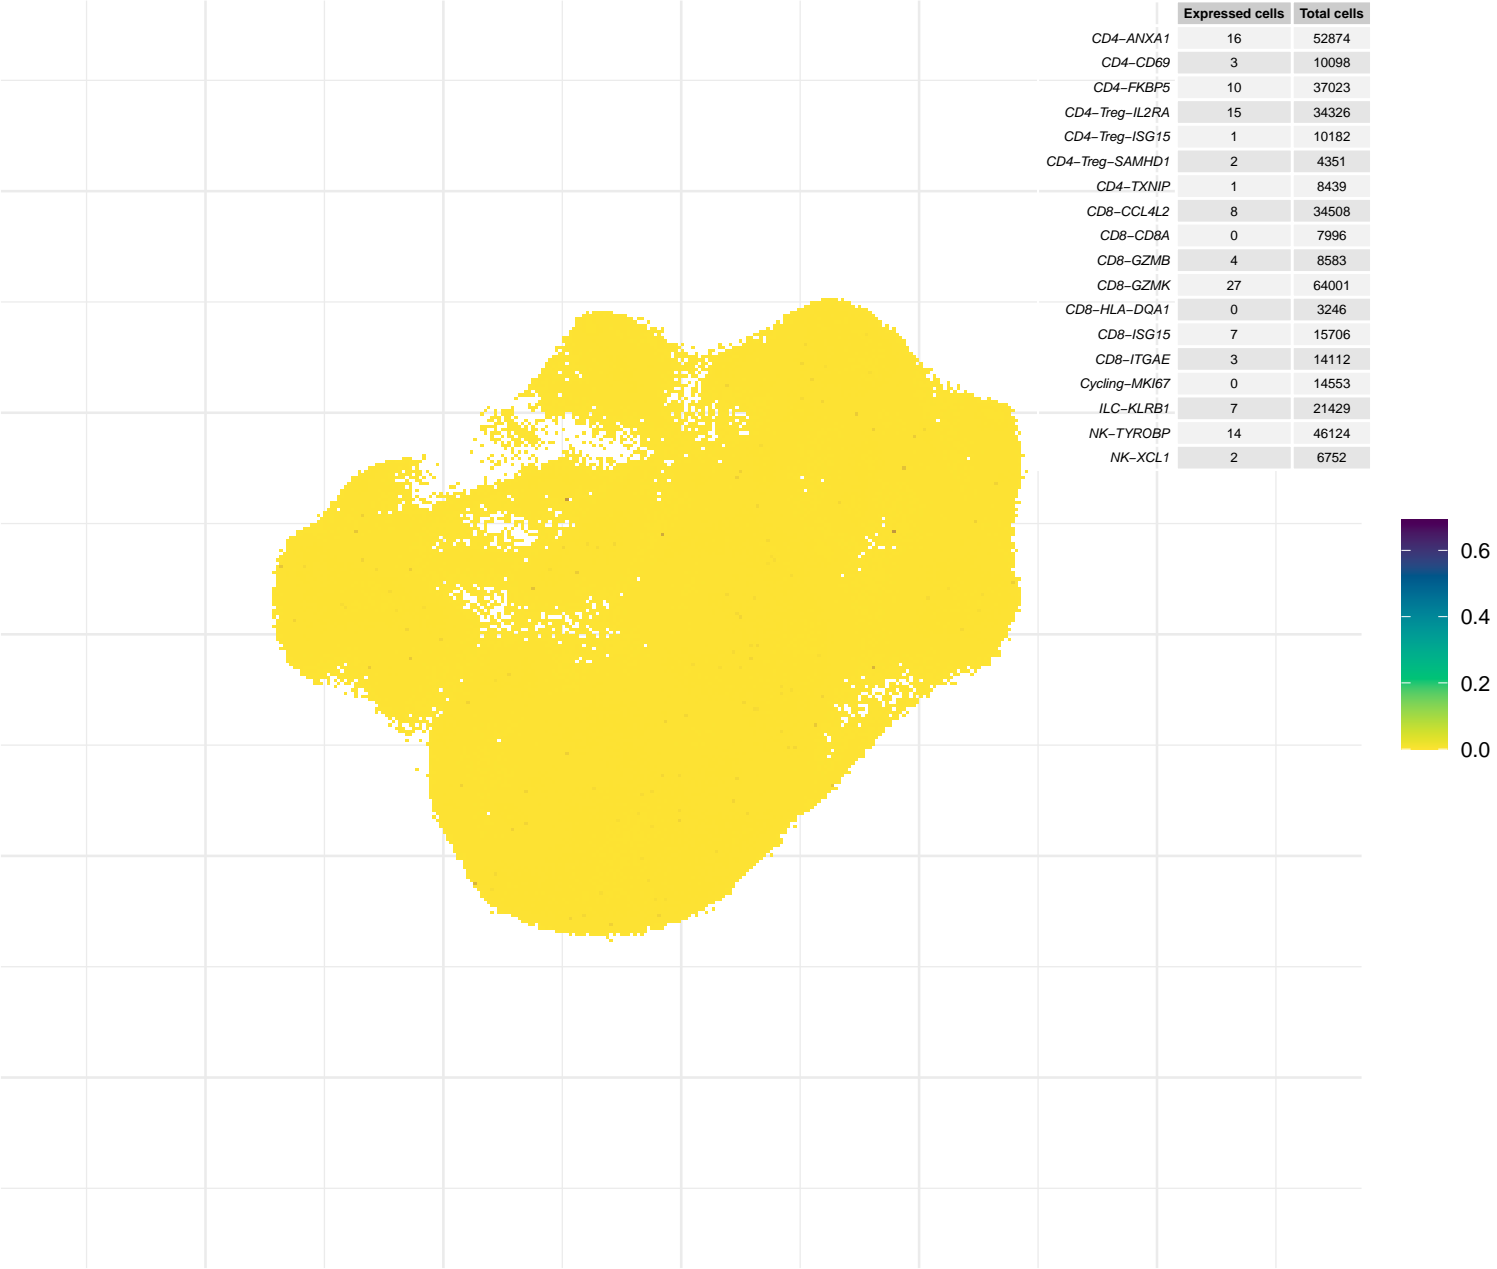 Expressed cells Total cells
CD4−ANXA1 16 52874
CD4−CD69 3 10098
CD4−FKBP5 10 37023
CD4−Treg−IL2RA 15 34326
CD4−Treg−ISG15 1 10182
CD4−Treg−SAMHD1 2 4351
CD4−TXNIP 1 8439
CD8−CCL4L2 8 34508
CD8−CD8A 0 7996
CD8−GZMB 4 8583
CD8−GZMK 27 64001
CD8−HLA−DQA1 0 3246
CD8−ISG15 7 15706
CD8−ITGAE 3 14112
Cycling−MKI67 0 14553
ILC−KLRB1 7 21429
NK−TYROBP 14 46124
NK−XCL1 2 6752
0.6
0.4
0.2
0.0